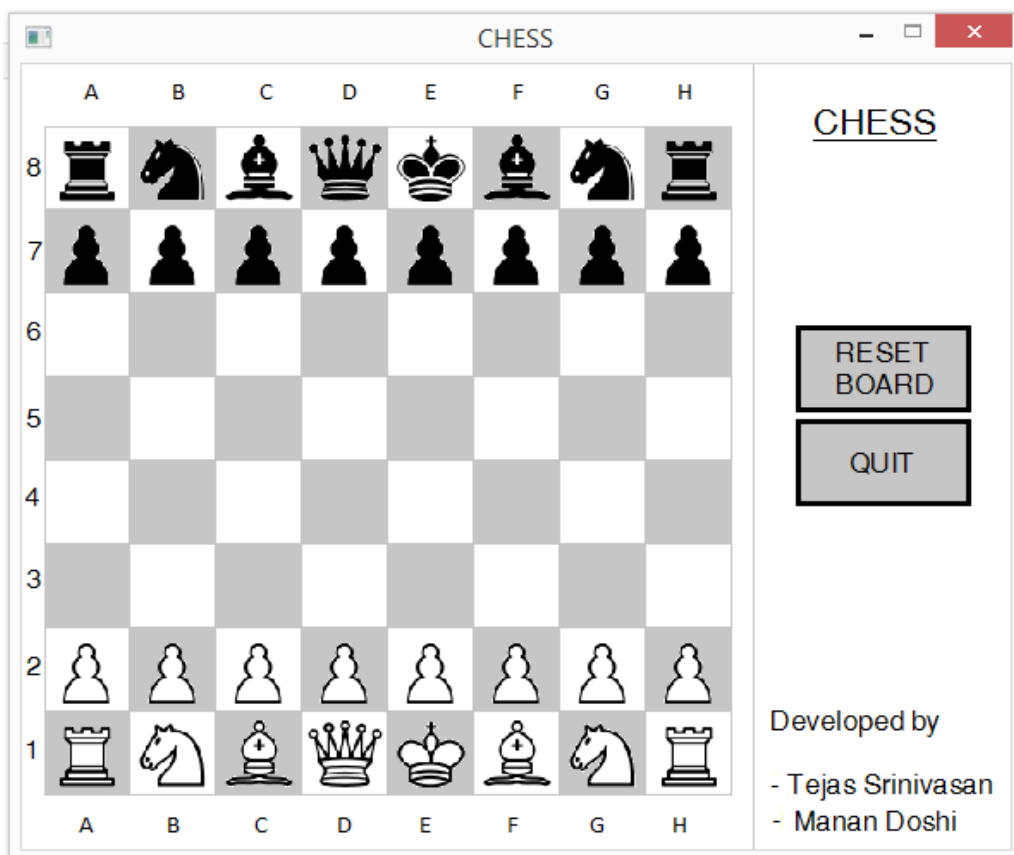 CHESS
A B C D E F G H
CHESS
8
7
6
RESET
BOARD
5
QUIT
4
3
2
1
Developed by
- Tejas Srinivasan
- Manan Doshi
A B C D E F G H